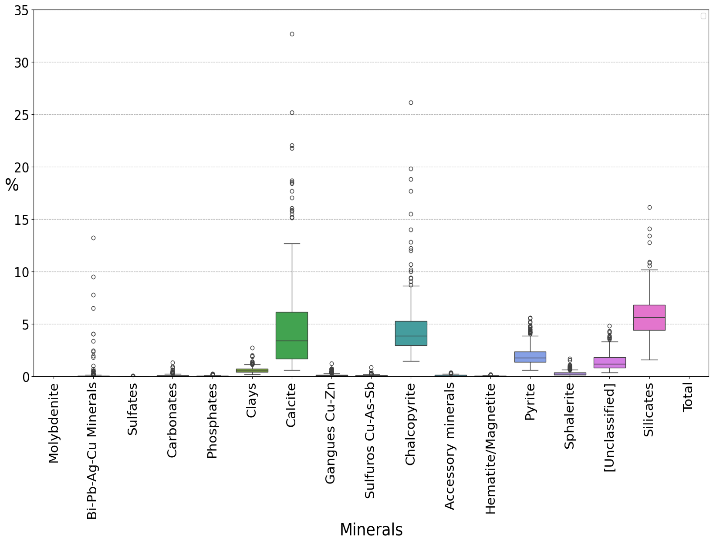 35
30
25
20
15
10
5
0
%
Molybdenite
Bi-Pb-Ag-Cu Minerals
Sulfates
Carbonates
Phosphates
Clays
Calcite
Gangues Cu-Zn
Sulfuros Cu-As-Sb
Chalcopyrite
Accessory minerals
Hematite/Magnetite
Pyrite
Sphalerite
[Unclassified]
Silicates
Total
Minerals